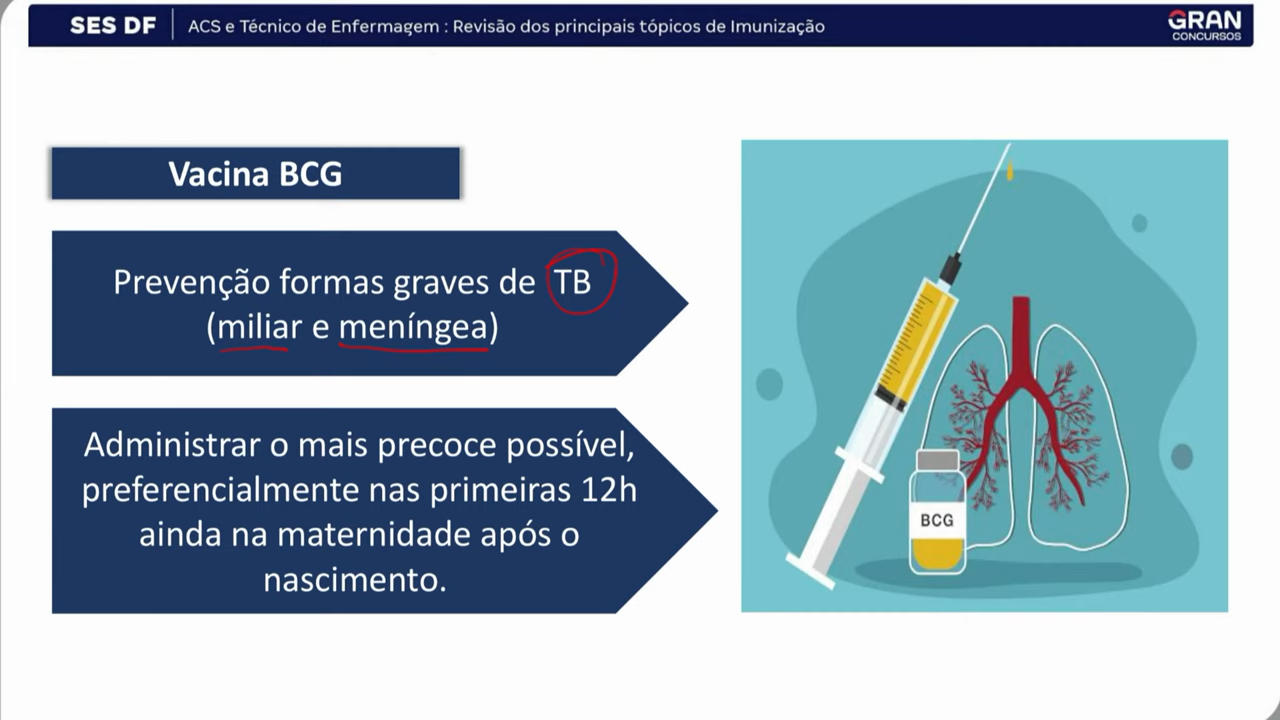 SES DF
ACS e Técnico de Enfermagem : Revisão dos principais tópicos de Imunização
GRAN
CONCURSOS
Vacina BCG
Prevenção formas graves de TB
(miliar e meníngea)
Administrar o mais precoce possível,
preferencialmente nas primeiras 12h
ainda na maternidade após o
nascimento.
BCG